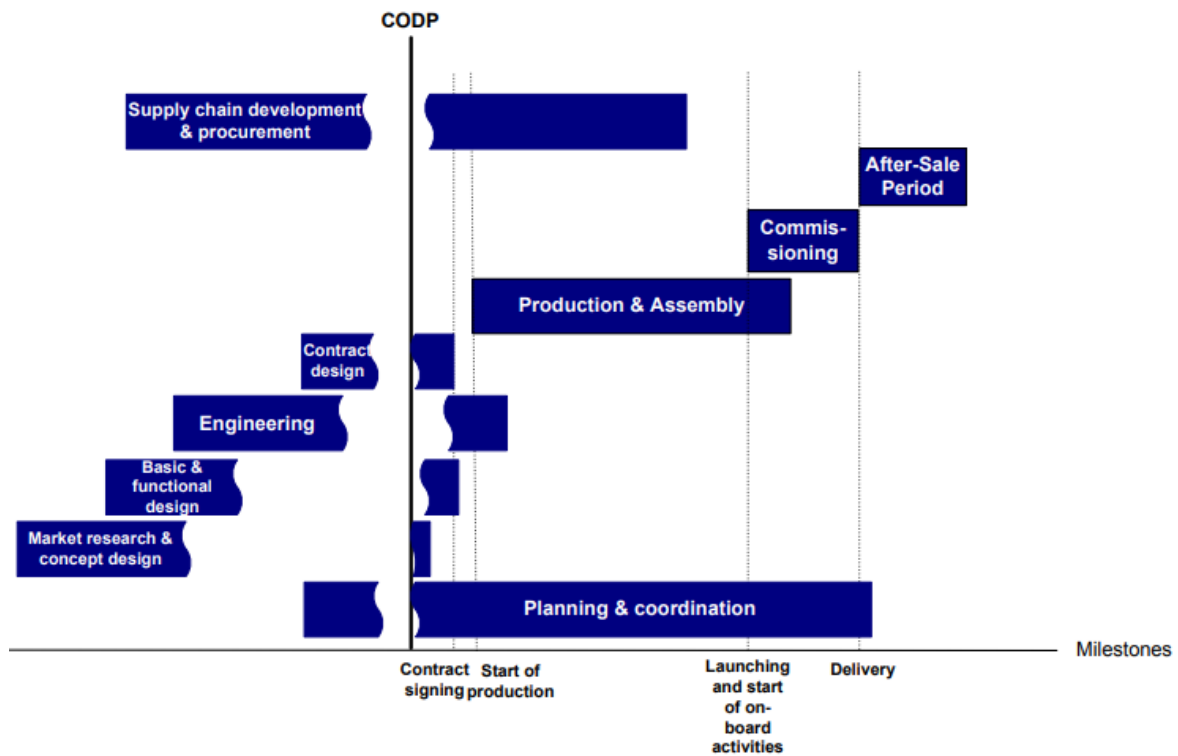 CODP
Supply chain development
& procurement
After-Sale
Period
Commis-
sioning
Production & Assembly
Contract
design
Engineering
Basic &
functional
design
Market research &
concept design
Planning & coordination
Milestones
Contract
signing
Start of
production
Launching
and start
of on-
board
activities
Delivery